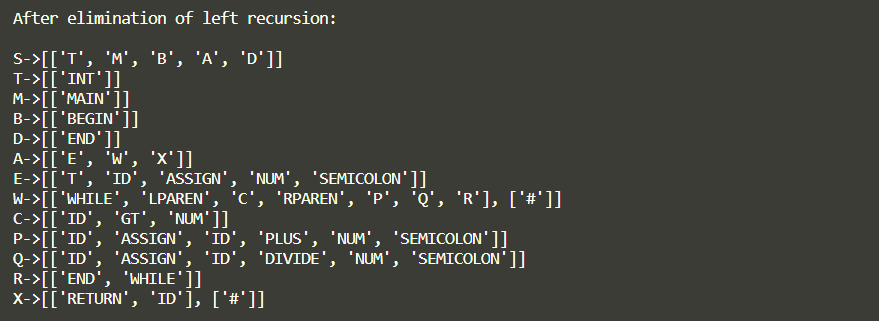 After elimination of left recursion:
S->[['T', 'M', 'B', 'A', 'D']]
T->[['INT']]
M->[['MAIN']]
B->[['BEGIN']]
D->[['END']]
A->[['E', 'W', 'X']]
E->[['T', 'ID', 'ASSIGN', 'NUM', 'SEMICOLON']]
W->[['WHILE', 'LPAREN', 'C', 'RPAREN', 'P', 'Q', 'R'], ['#']]
C->[['ID', 'GT', 'NUM']]
P->[['ID', 'ASSIGN', 'ID', 'PLUS', 'NUM', 'SEMICOLON']]
Q->[['ID', 'ASSIGN', 'ID', 'DIVIDE', 'NUM', 'SEMICOLON']]
R->[['END', 'WHILE']]
X->[['RETURN', 'ID'], ['#']]